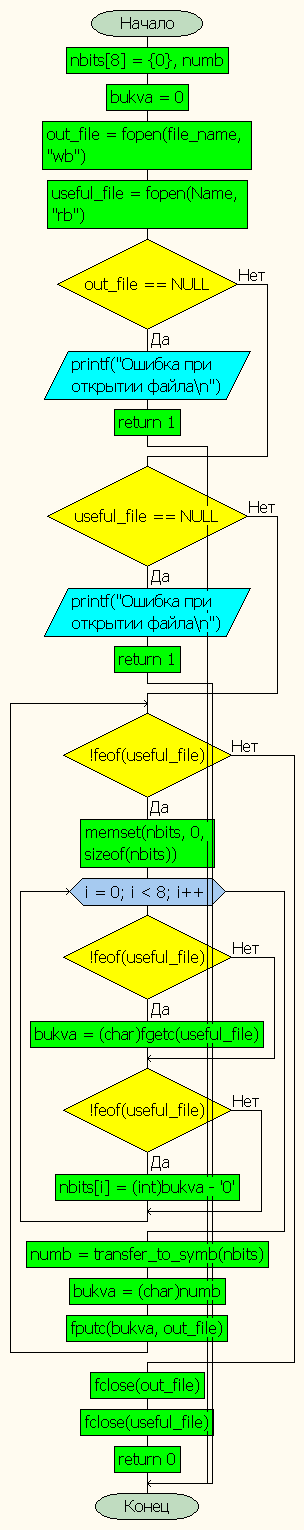 Начало
nbits[8] = {0}, numb
bukva = 0
out_file = fopen(file_name,
"wb")
useful_file = fopen(Name,
"rb")
out_file == NULL
Нет
Да
printf("Ошибка при
открытии файла\n")
return 1
useful_file == NULL
Нет
Да
printf("Ошибка при
открытии файла\n")
return 1
!feof(useful_file)
Нет
Да
memset(nbits, 0,
sizeof(nbits))
i = 0; i < 8; i++
!feof(useful_file)
Нет
Да
bukva = (char)fgetc(useful_file)
!feof(useful_file)
Нет
Да
nbits[i] = (int)bukva - '0'
numb = transfer_to_symb(nbits)
bukva = (char)numb
fputc(bukva, out_file)
fclose(out_file)
fclose(useful_file)
return 0
Конец